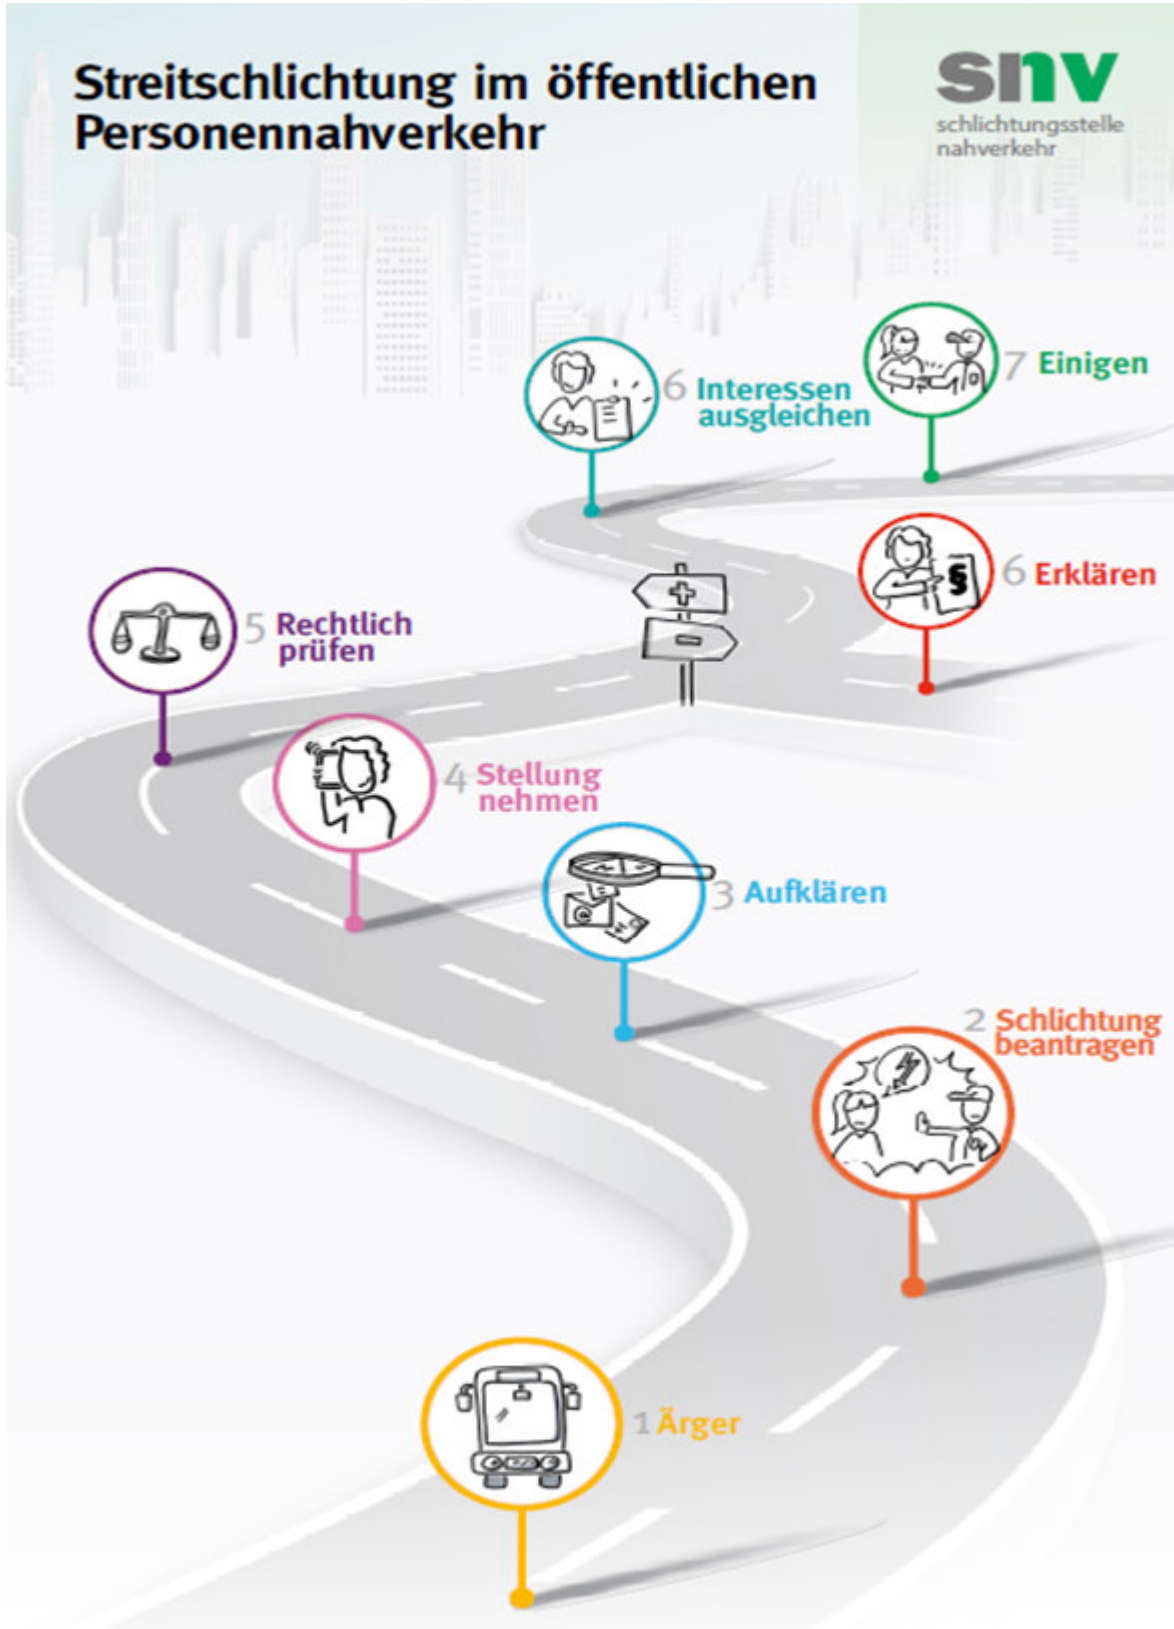 Streitschlichtung im öffentlichen
Personennahverkehr
snv
schlichtungsstelle
nahverkehr
7 Einigen
6 Interessen
ausgleichen
6 Erklären
§
5 Rechtlich
prüfen
4 Stellung
nehmen
3 Aufklären
2 Schlichtung
beantragen
1 Ärger